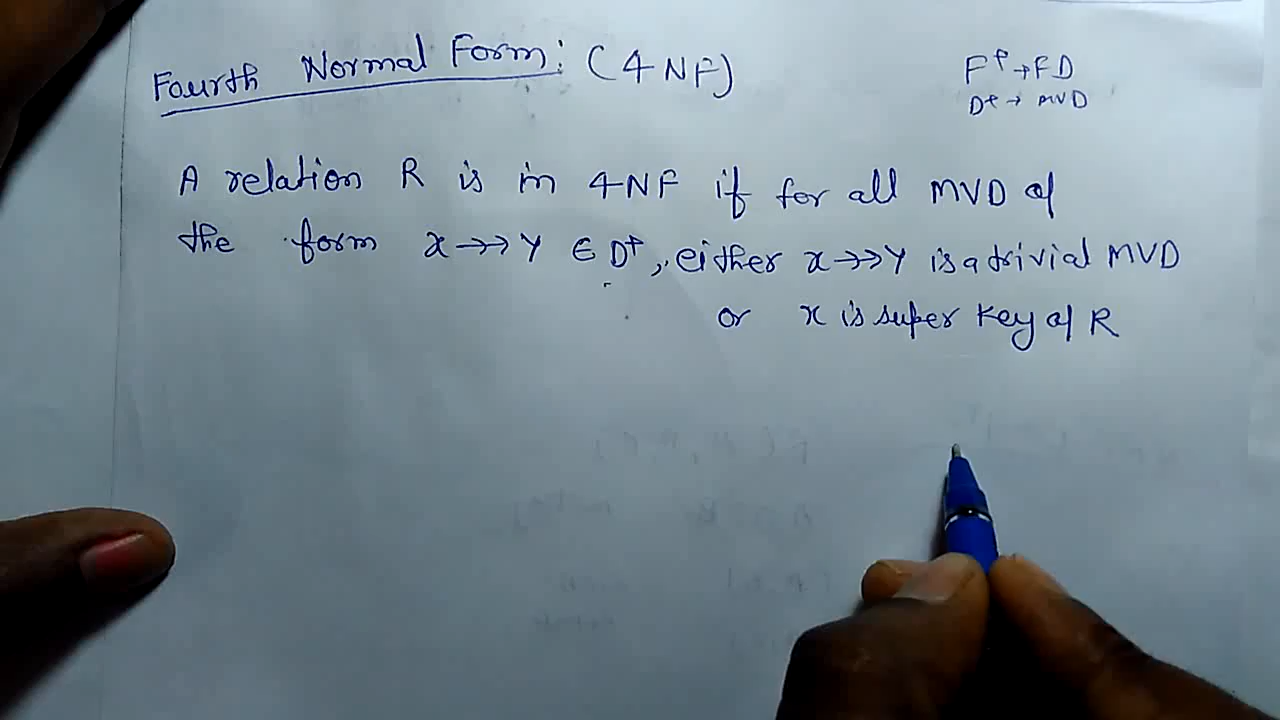 Fourth Normal Form: (4NF)
F⁺ → FD
D⁺ → MVD
A relation R is in 4NF if for all MVD of
the form x →→ Y ∈ D⁺, either x →→ Y is a trivial MVD
or x is super key of R